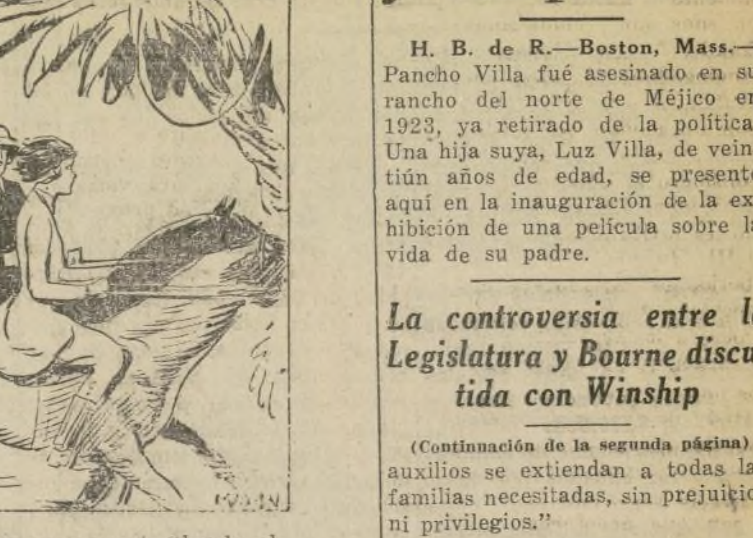 H. B. de R.—Boston, Mass.—
Pancho Villa fué asesinado en su
rancho del norte de Méjico en
1923, ya retirado de la política.
Una hija suya, Luz Villa, de vein-
tiún años de edad, se presentó
aquí en la inauguración de la ex-
hibición de una película sobre la
vida de su padre.
La controversia entre la
Legislatura y Bourne discu-
tida con Winship
(Continuación de la segunda página)
auxilios se extiendan a todas la
familias necesitadas, sin prejuicio
ni privilegios."